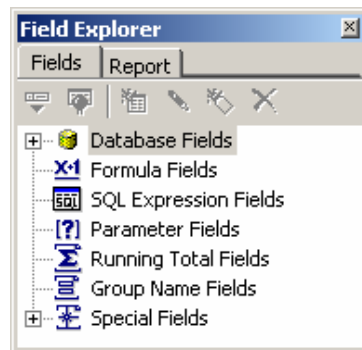 Field Explorer
Fields Report
Database Fields
X+1 Formula Fields
SQL SQL Expression Fields
[?] Parameter Fields
Σ Running Total Fields
Group Name Fields
Special Fields